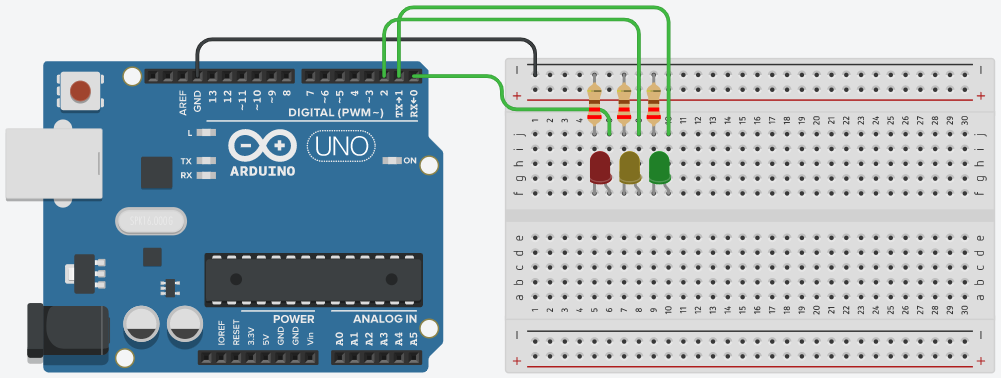 AREF
GND
13
12
~11
~10
~9
8
7
~6
~5
4
~3
2
TX→1
RX←0
DIGITAL (PWM~)
L
TX
RX
UNO
ON
ARDUINO
POWER
ANALOG IN
IOREF
RESET
3.3V
5V
GND
GND
Vin
A0
A1
A2
A3
A4
A5
− −
+ +
1 2 3 4 5 6 7 8 9 10 11 12 13 14 15 16 17 18 19 20 21 22 23 24 25 26 27 28 29 30
j j
i i
h h
g g
f f
e e
d d
c c
b b
a a
1 2 3 4 5 6 7 8 9 10 11 12 13 14 15 16 17 18 19 20 21 22 23 24 25 26 27 28 29 30
− −
+ +